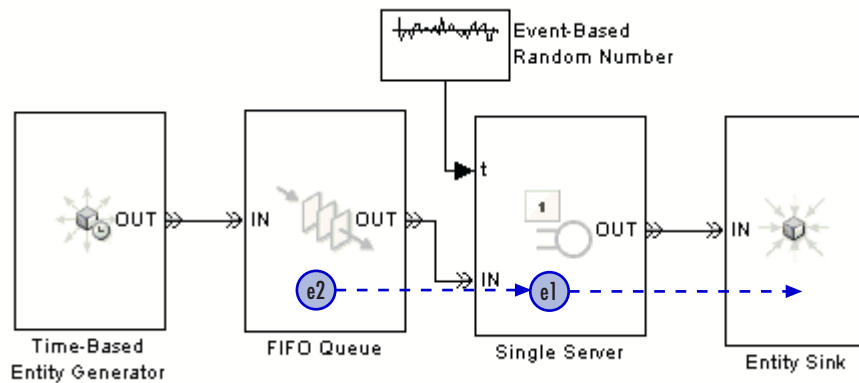 Event-Based
Random Number
t
1
OUT
IN
OUT
OUT
IN
IN
e2
e1
Time-Based
Entity Generator
FIFO Queue
Single Server
Entity Sink